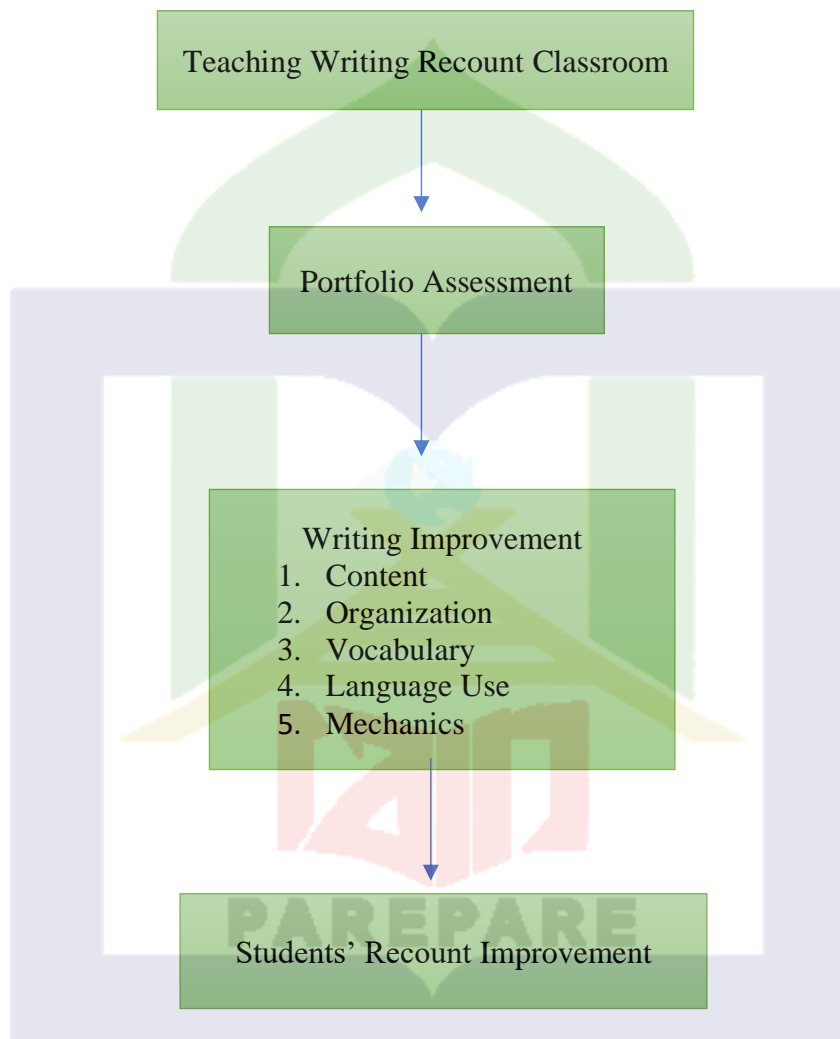 Teaching Writing Recount Classroom
Portfolio Assessment
Writing Improvement
1. Content
2. Organization
3. Vocabulary
4. Language Use
5. Mechanics
PAREPARE
Students’ Recount Improvement